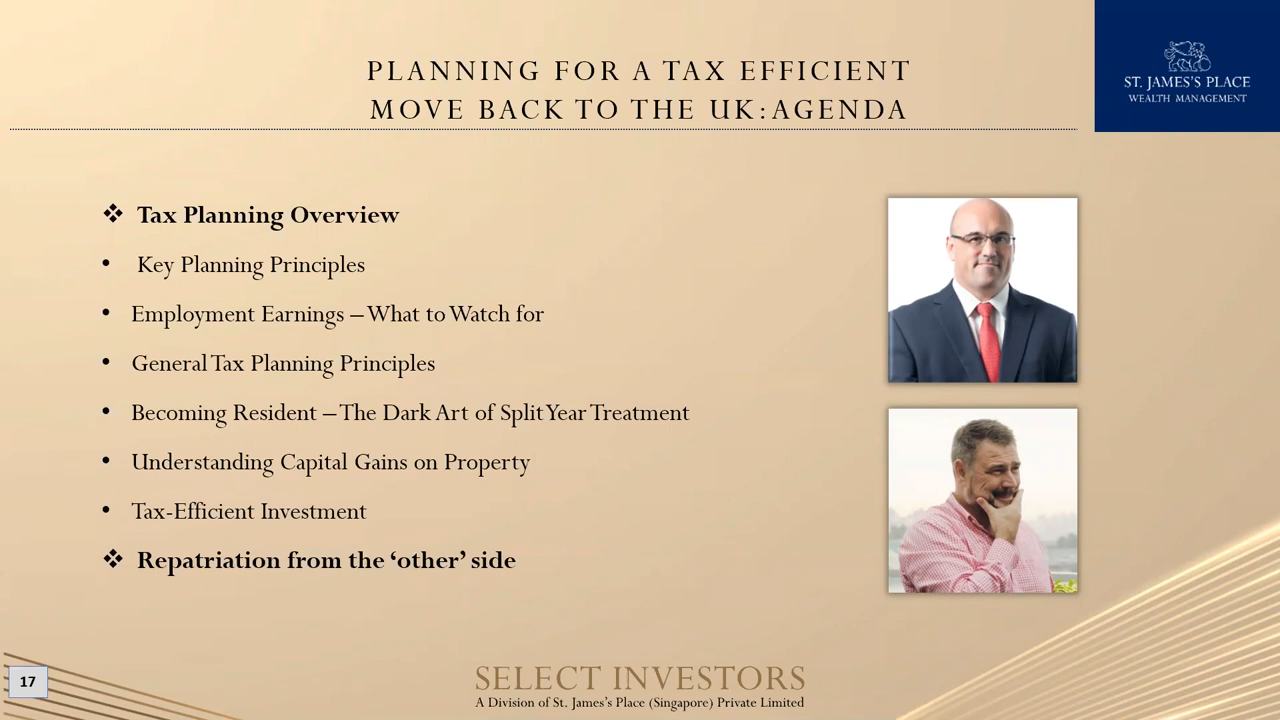 PLANNING FOR A TAX EFFICIENT
MOVE BACK TO THE UK:AGENDA
ST. JAMES'S PLACE
WEALTH MANAGEMENT
❖ Tax Planning Overview
• Key Planning Principles
• Employment Earnings – What to Watch for
• General Tax Planning Principles
• Becoming Resident – The Dark Art of Split Year Treatment
• Understanding Capital Gains on Property
• Tax-Efficient Investment
❖ Repatriation from the ‘other’ side
17
SELECT INVESTORS
A Division of St. James’s Place (Singapore) Private Limited